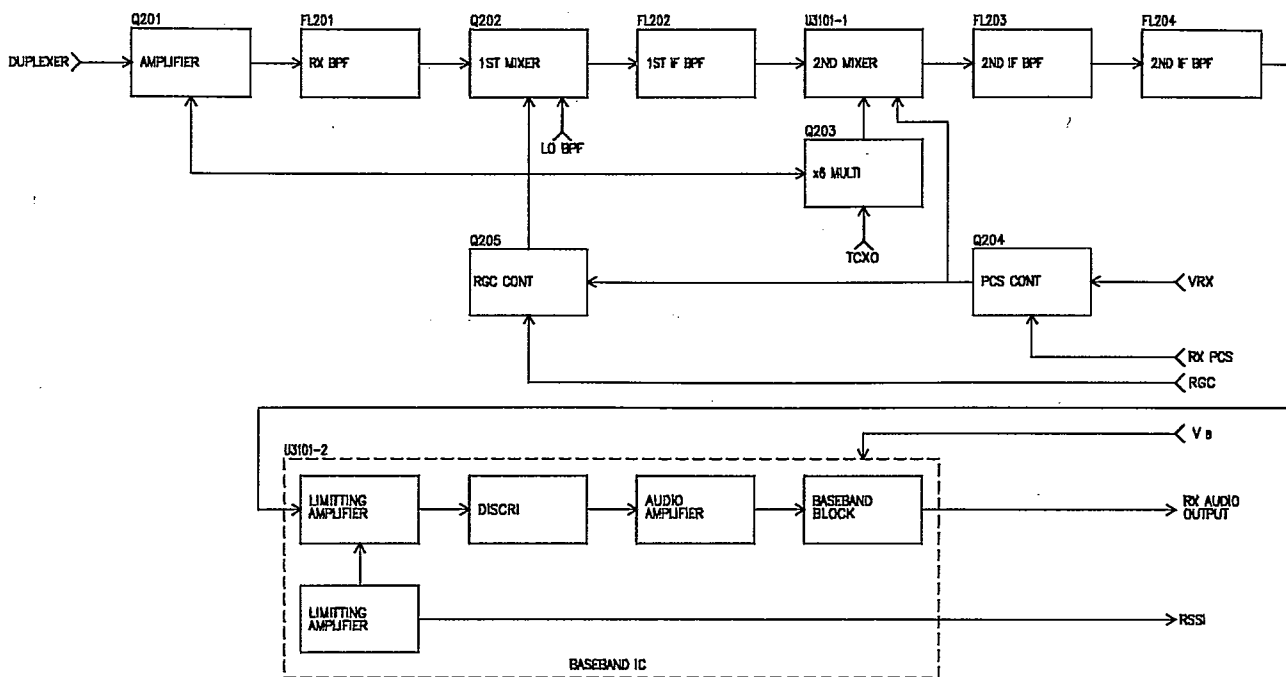 Q201
FL201
Q202
FL202
U3101-1
FL203
FL204
DUPLEXER
AMPLIFIER
RX BPF
1ST MIXER
1ST IF BPF
2ND MIXER
2ND IF BPF
2ND IF BPF
LO BPF
Q203
x6 MULTI
TCXO
Q205
RGC CONT
Q204
PCS CONT
VRX
RX PCS
RGC
V B
U3101-2
LIMITTING
AMPLIFIER
DISCRI
AUDIO
AMPLIFIER
BASEBAND
BLOCK
RX AUDIO
OUTPUT
LIMITTING
AMPLIFIER
RSSI
BASEBAND IC